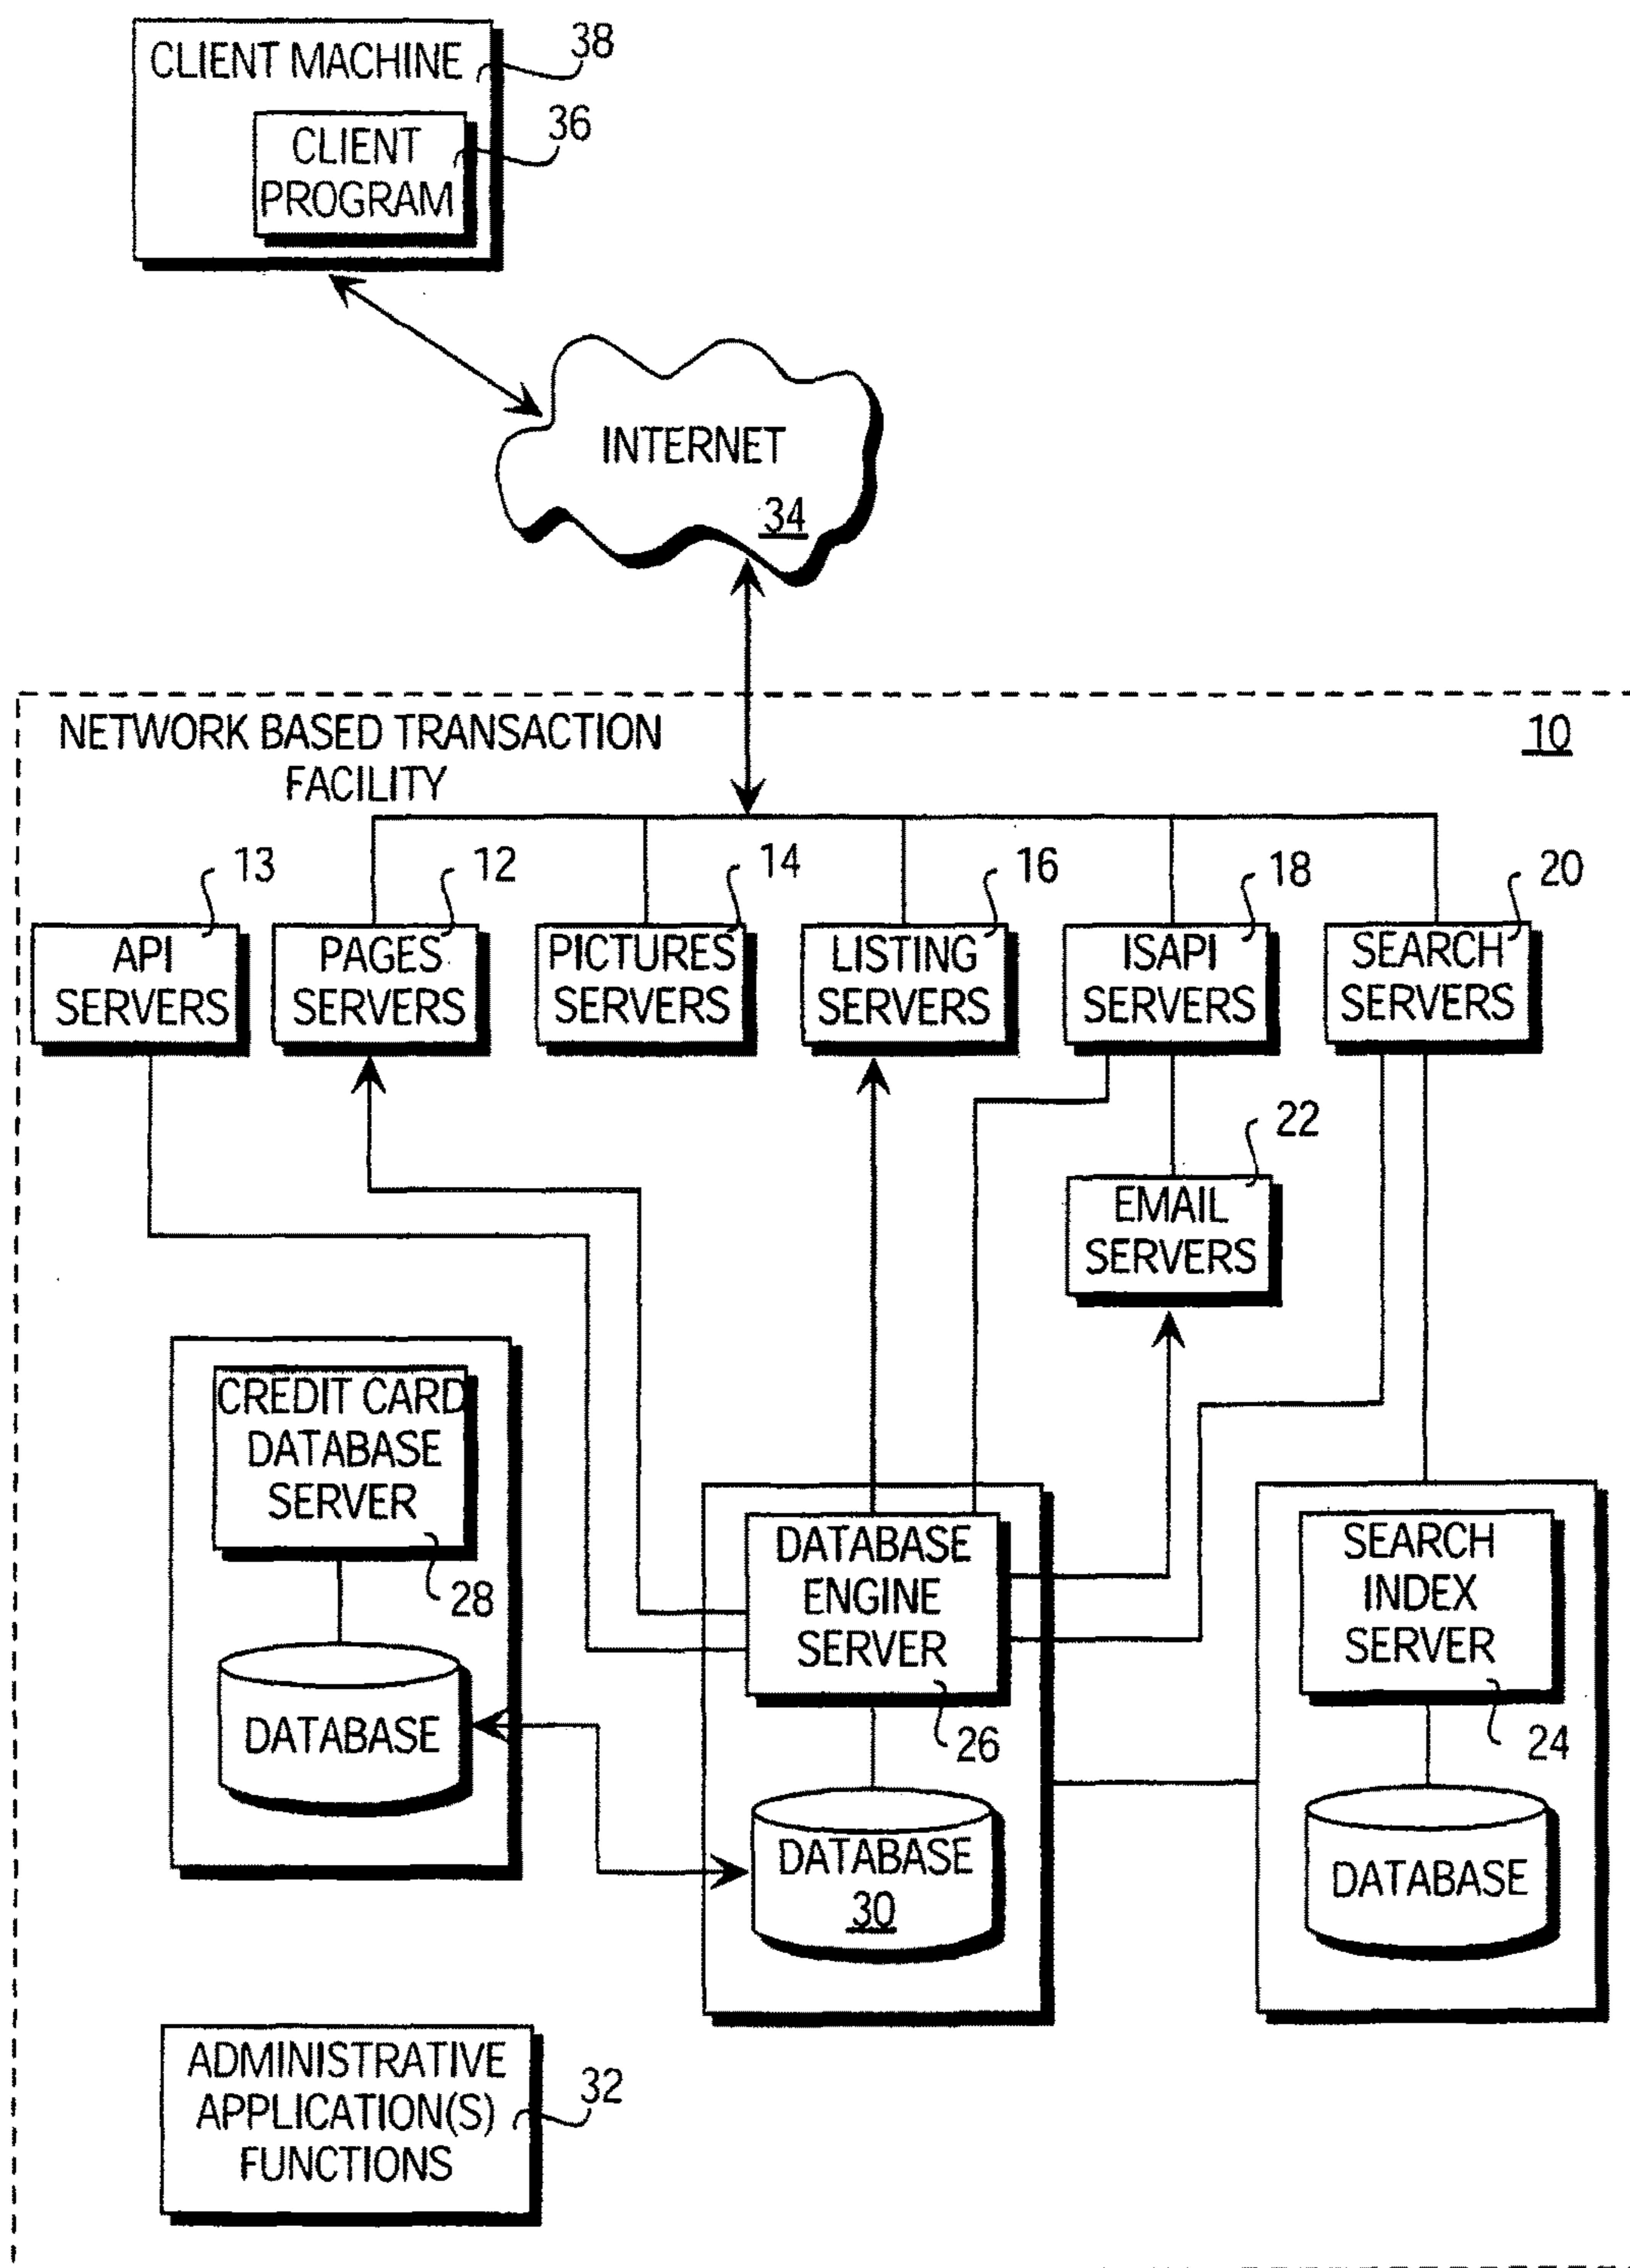 CLIENT MACHINE
38
CLIENT
PROGRAM
36
INTERNET
34
NETWORK BASED TRANSACTION
FACILITY
10
13
12
14
16
18
20
API
SERVERS
PAGES
SERVERS
PICTURES
SERVERS
LISTING
SERVERS
ISAPI
SERVERS
SEARCH
SERVERS
22
EMAIL
SERVERS
CREDIT CARD
DATABASE
SERVER
28
DATABASE
DATABASE
ENGINE
SERVER
26
DATABASE
30
SEARCH
INDEX
SERVER
24
DATABASE
ADMINISTRATIVE
APPLICATION(S)
FUNCTIONS
32